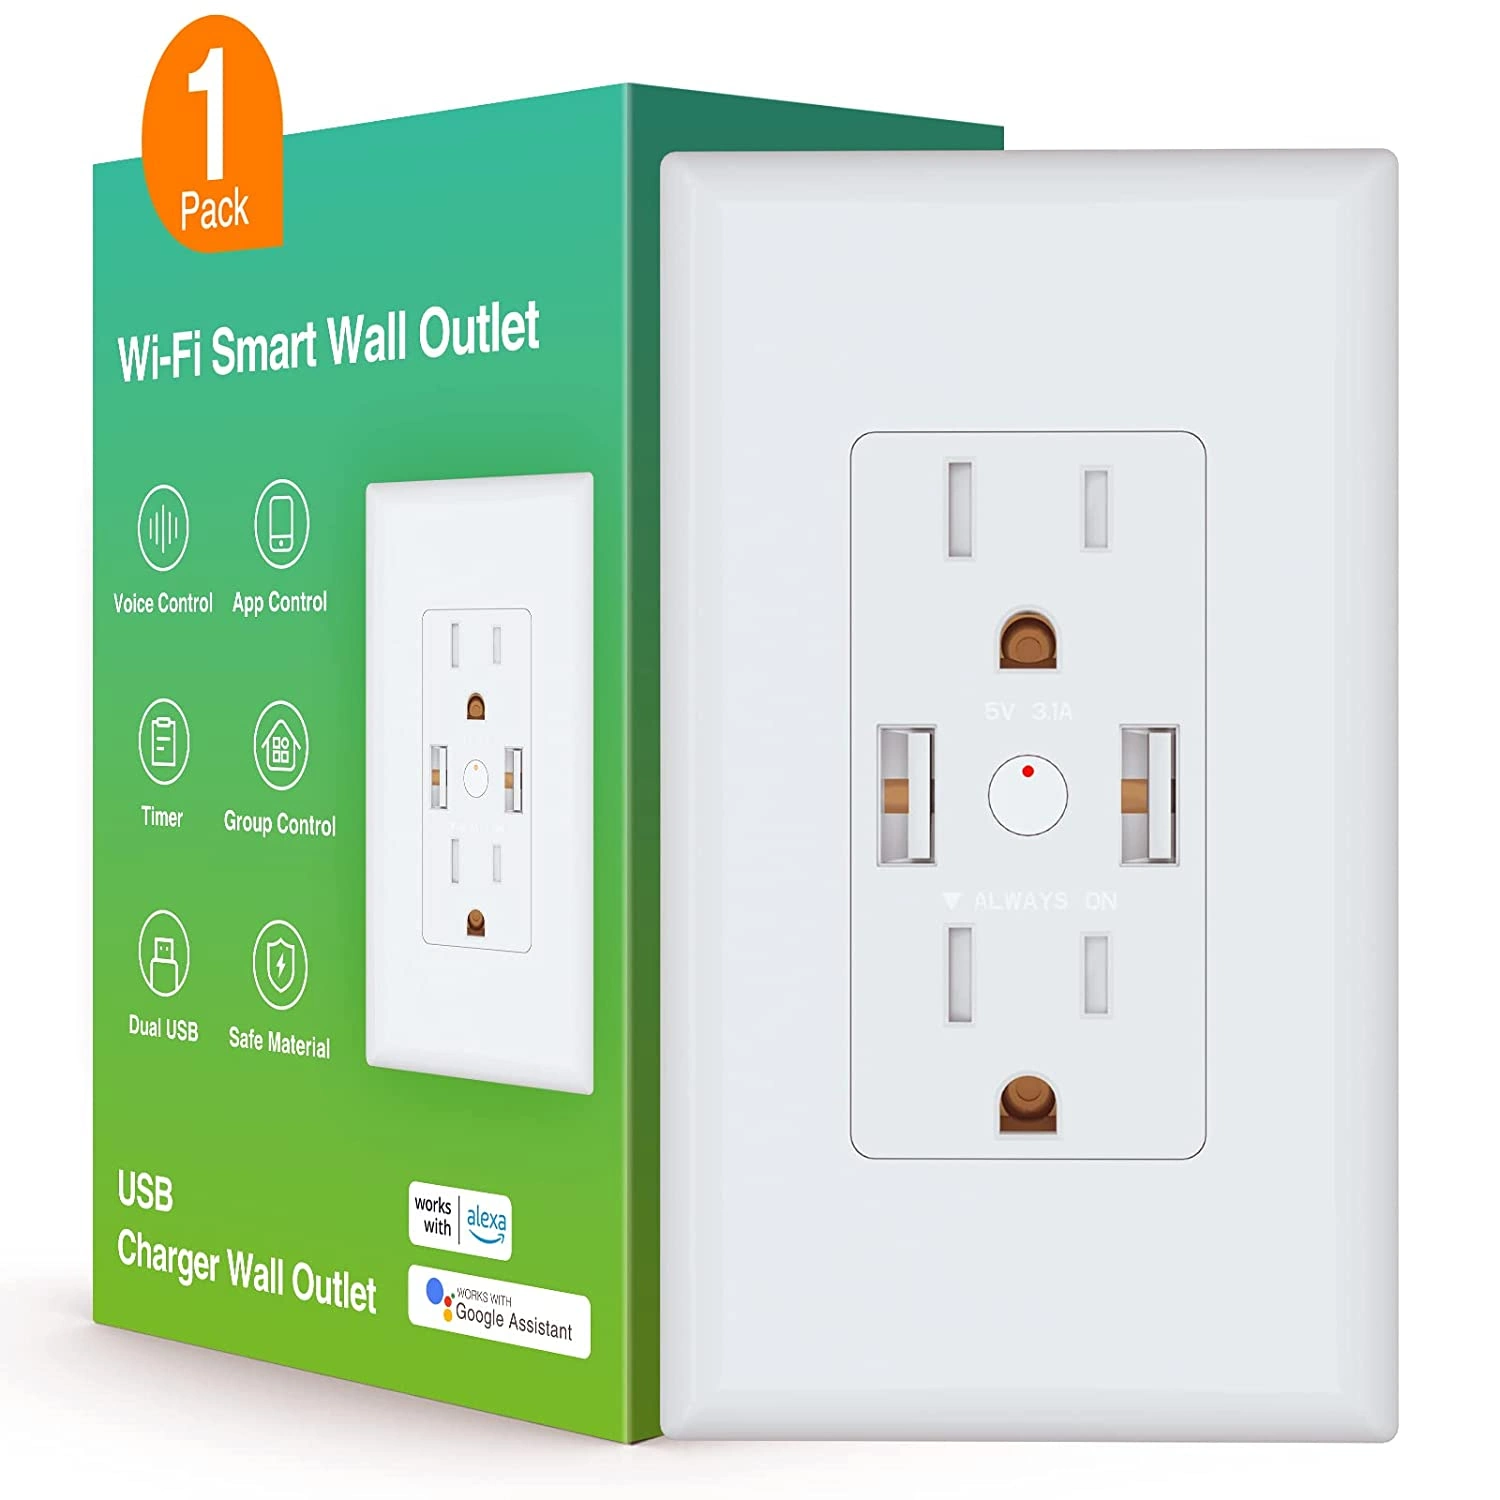 1
Pack
Wi-Fi Smart Wall Outlet
Voice Control
App Control
Timer
Group Control
Dual USB
Safe Material
USB
Charger Wall Outlet
works
with
alexa
WORKS WITH
Google Assistant
5V 3.1A
▼ ALWAYS ON